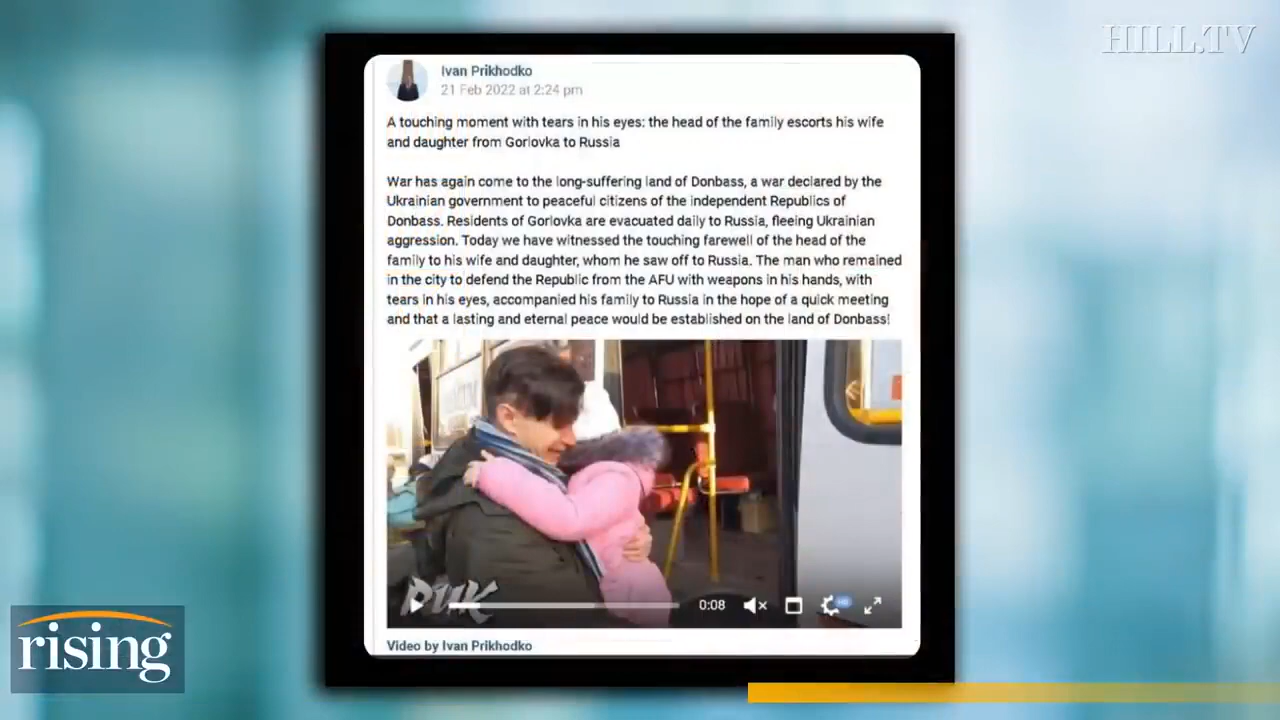 HILL.TV
Ivan Prikhodko
21 Feb 2022 at 2:24 pm
A touching moment with tears in his eyes: the head of the family escorts his wife
and daughter from Gorlovka to Russia
War has again come to the long-suffering land of Donbass, a war declared by the
Ukrainian government to peaceful citizens of the independent Republics of
Donbass. Residents of Gorlovka are evacuated daily to Russia, fleeing Ukrainian
aggression. Today we have witnessed the touching farewell of the head of the
family to his wife and daughter, whom he saw off to Russia. The man who remained
in the city to defend the Republic from the AFU with weapons in his hands, with
tears in his eyes, accompanied his family to Russia in the hope of a quick meeting
and that a lasting and eternal peace would be established on the land of Donbass!
0:08
HD
Video by Ivan Prikhodko
rising